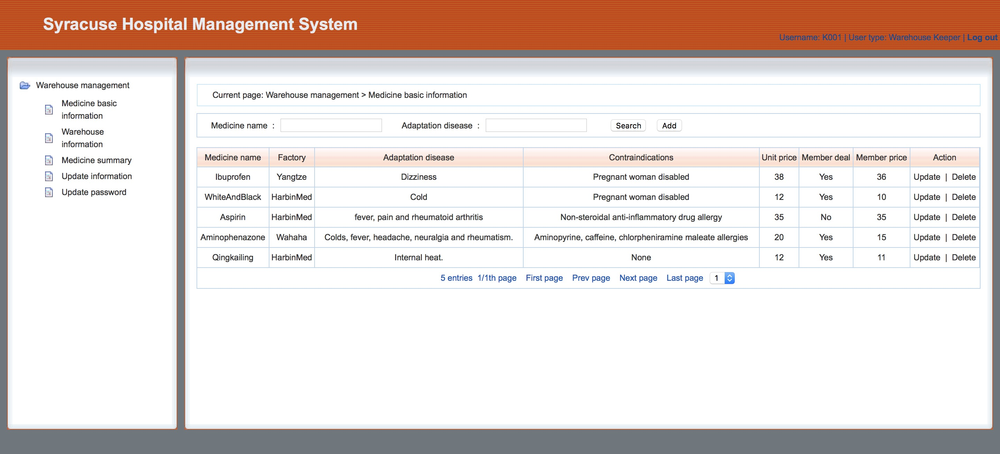 Syracuse Hospital Management System
Username: K001 | User type: Warehouse Keeper | Log out
Warehouse management
Medicine basic
information
Warehouse
information
Medicine summary
Update information
Update password
Current page: Warehouse management > Medicine basic information
Medicine name : Adaptation disease : Search Add
Medicine name Factory Adaptation disease Contraindications Unit price Member deal Member price Action
Ibuprofen Yangtze Dizziness Pregnant woman disabled 38 Yes 36 Update | Delete
WhiteAndBlack HarbinMed Cold Pregnant woman disabled 12 Yes 10 Update | Delete
Aspirin HarbinMed fever, pain and rheumatoid arthritis Non-steroidal anti-inflammatory drug allergy 35 No 35 Update | Delete
Aminophenazone Wahaha Colds, fever, headache, neuralgia and rheumatism. Aminopyrine, caffeine, chlorpheniramine maleate allergies 20 Yes 15 Update | Delete
Qingkailing HarbinMed Internal heat. None 12 Yes 11 Update | Delete
5 entries 1/1th page First page Prev page Next page Last page 1